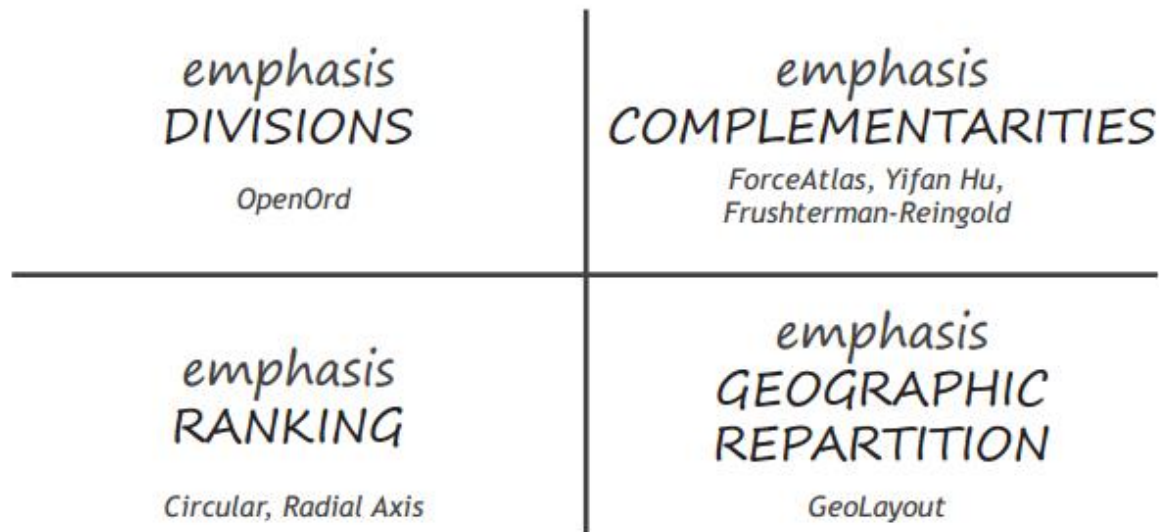 emphasis
DIVISIONS
OpenOrd
emphasis
COMPLEMENTARITIES
ForceAtlas, Yifan Hu,
Frushterman-Reingold
emphasis
RANKING
Circular, Radial Axis
emphasis
GEOGRAPHIC
REPARTITION
GeoLayout